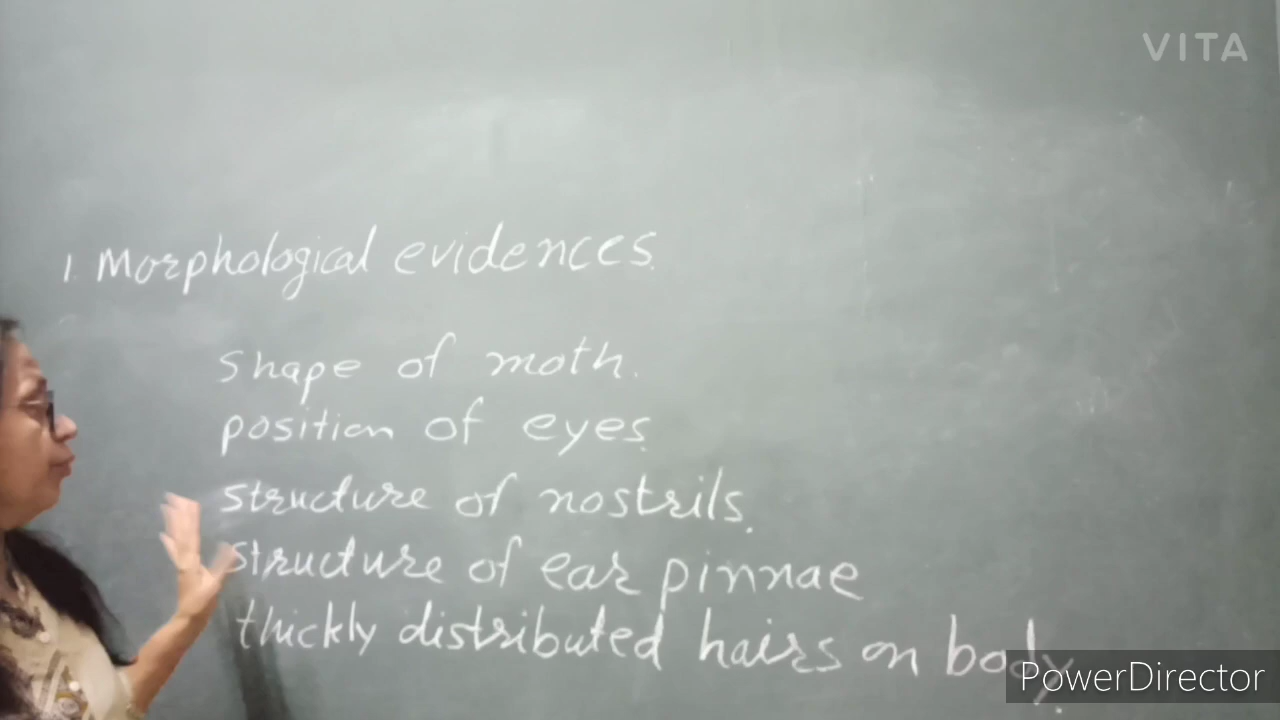 VITA
1. Morphological evidences.
shape of moth.
position of eyes.
structure of nostrils.
structure of ear pinnae
thickly distributed hairs on body.
PowerDirector